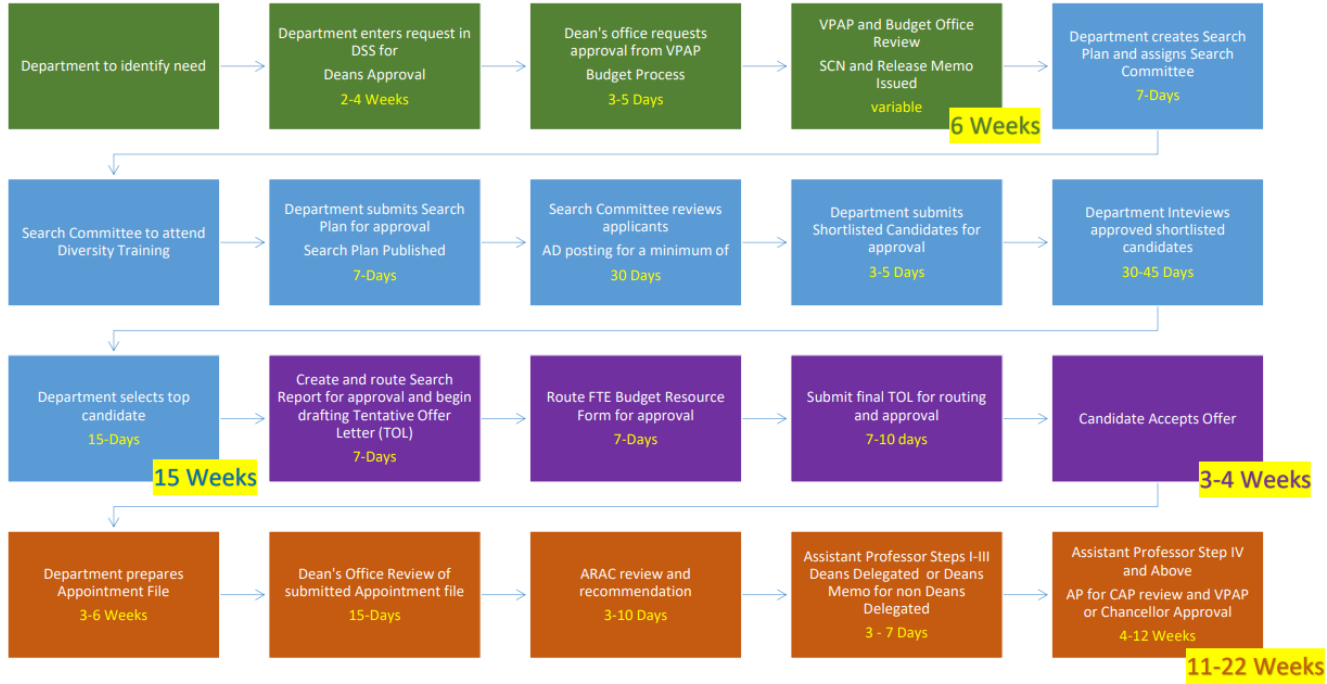 Department to identify need
Department enters request in
DSS for
Deans Approval
2-4 Weeks
Dean's office requests
approval from VPAP
Budget Process
3-5 Days
VPAP and Budget Office
Review
SCN and Release Memo
Issued
variable
6 Weeks
Department creates Search
Plan and assigns Search
Committee
7-Days
Search Committee to attend
Diversity Training
Department submits Search
Plan for approval
Search Plan Published
7-Days
Search Committee reviews
applicants
AD posting for a minimum of
30 Days
Department submits
Shortlisted Candidates for
approval
3-5 Days
Department Inteviews
approved shortlisted
candidates
30-45 Days
Department selects top
candidate
15-Days
15 Weeks
Create and route Search
Report for approval and begin
drafting Tentative Offer
Letter (TOL)
7-Days
Route FTE Budget Resource
Form for approval
7-Days
Submit final TOL for routing
and approval
7-10 days
Candidate Accepts Offer
3-4 Weeks
Department prepares
Appointment File
3-6 Weeks
Dean's Office Review of
submitted Appointment file
15-Days
ARAC review and
recommendation
3-10 Days
Assistant Professor Steps I-III
Deans Delegated or Deans
Memo for non Deans
Delegated
3 - 7 Days
Assistant Professor Step IV
and Above
AP for CAP review and VPAP
or Chancellor Approval
4-12 Weeks
11-22 Weeks